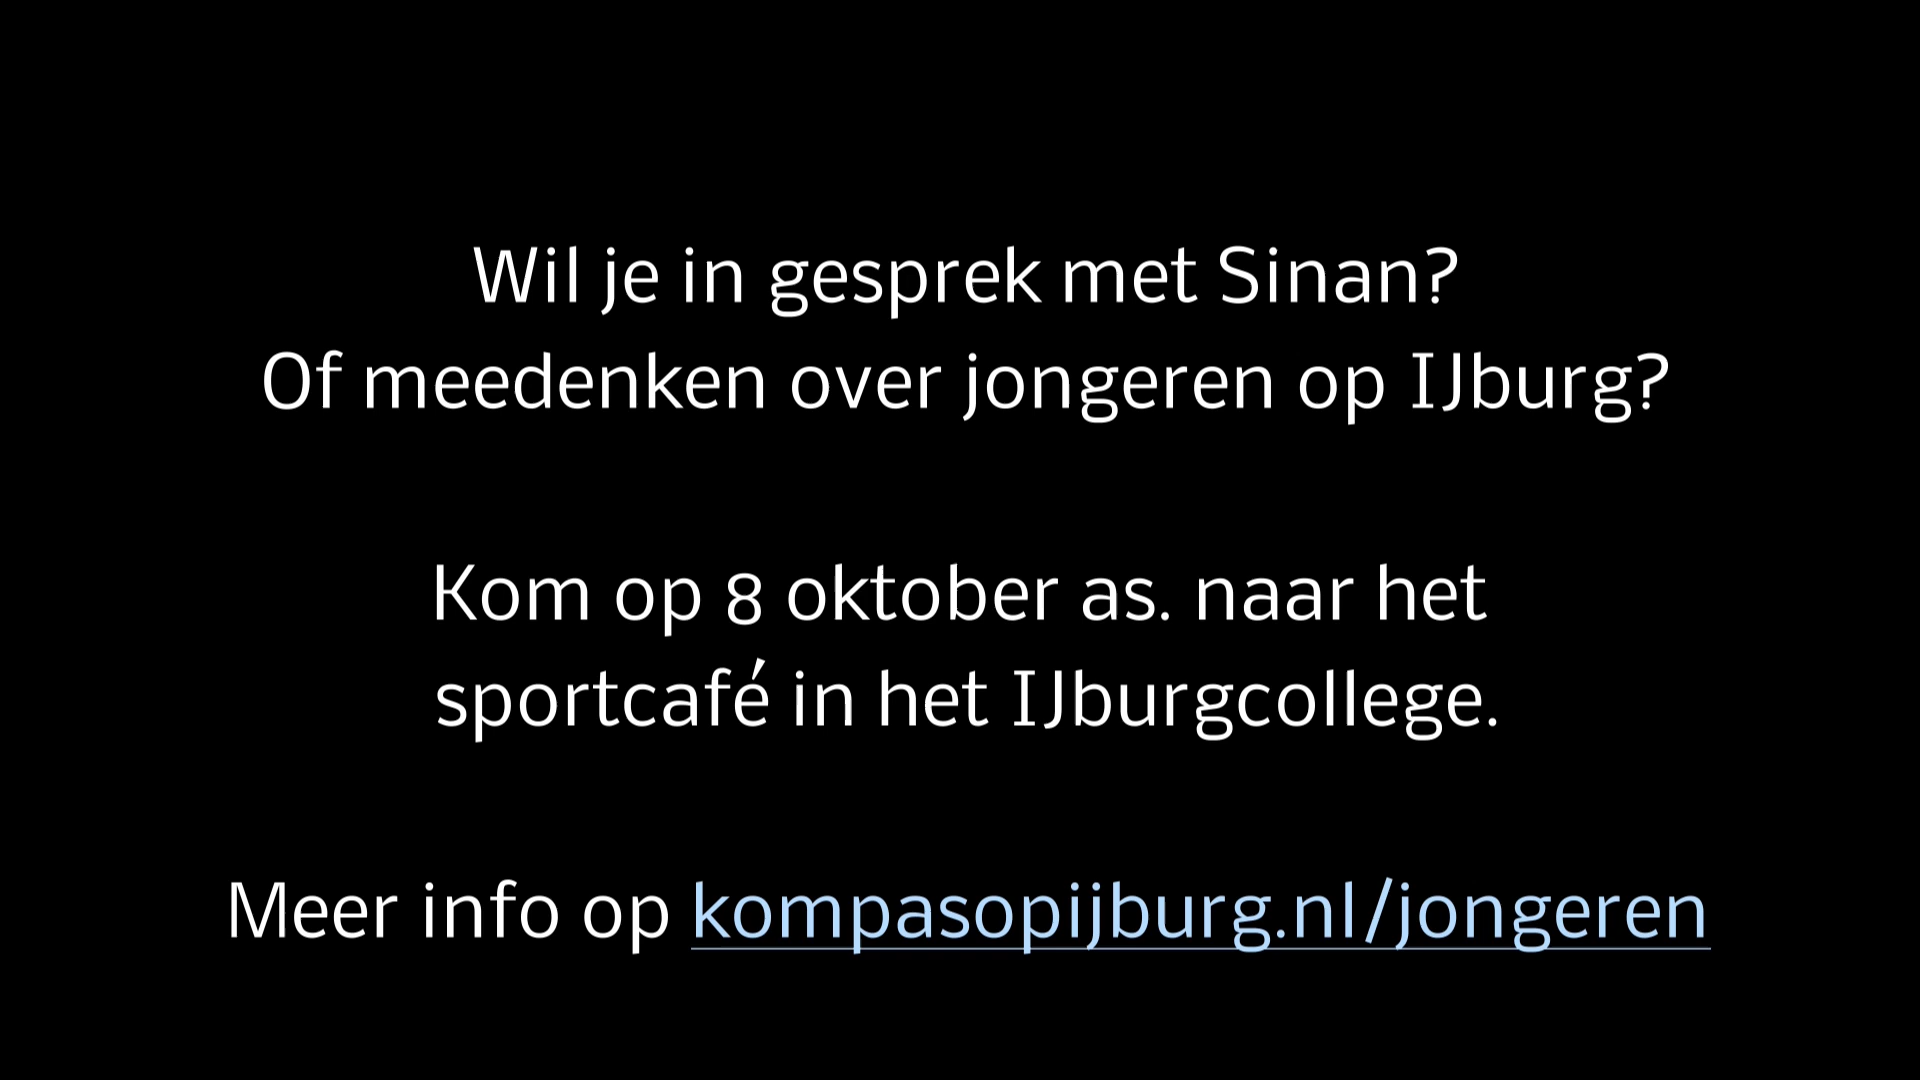 Wil je in gesprek met Sinan?
Of meedenken over jongeren op IJburg?
Kom op 8 oktober as. naar het
sportcafé in het IJburgcollege.
Meer info op kompasopijburg.nl/jongeren